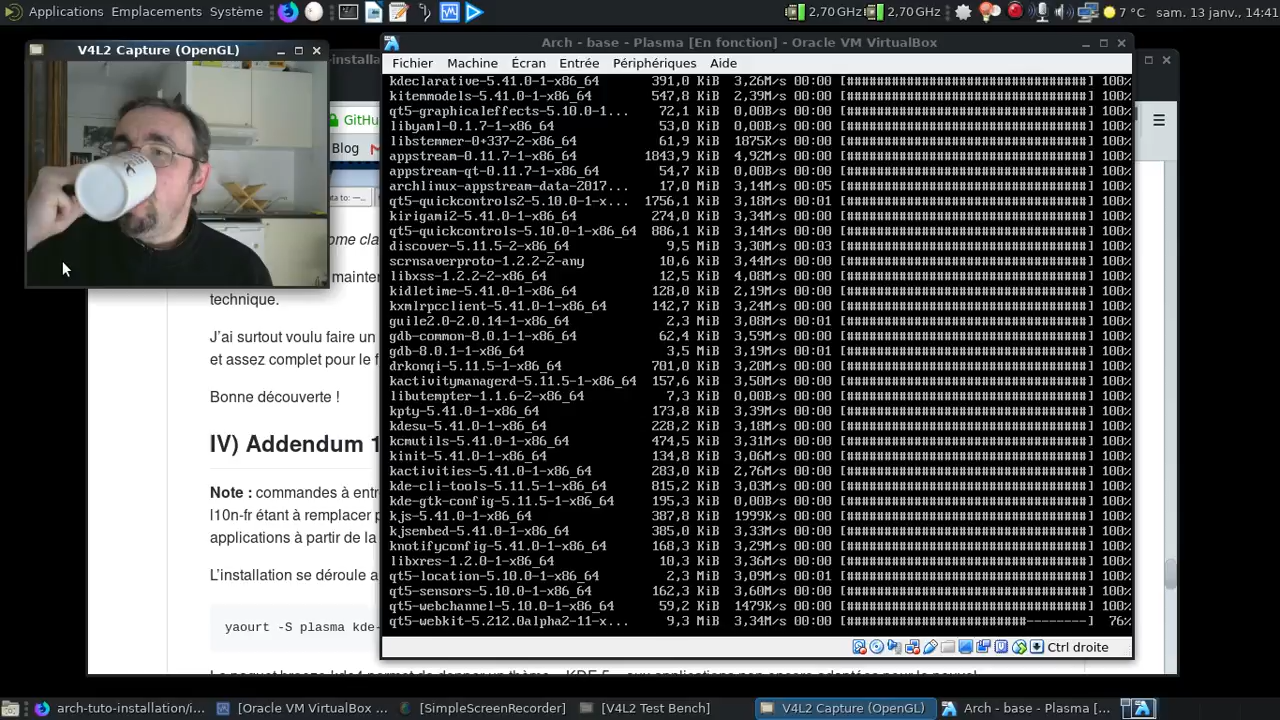 Applications Emplacements Système
2,70 GHz 2,70 GHz
7 °C sam. 13 janv., 14:41
V4L2 Capture (OpenGL)
Arch - base - Plasma [En fonction] - Oracle VM VirtualBox
Fichier Machine Écran Entrée Périphériques Aide
kdeclarative-5.41.0-1-x86_64 391,0 KiB 3,26M/s 00:00 [################################] 100%
kitemmodels-5.41.0-1-x86_64 547,8 KiB 2,39M/s 00:00 [################################] 100%
qt5-graphicaleffects-5.10.0-1... 72,1 KiB 0,00B/s 00:00 [################################] 100%
libyaml-0.1.7-1-x86_64 53,0 KiB 0,00B/s 00:00 [################################] 100%
libstemmer-0+337-2-x86_64 61,9 KiB 1875K/s 00:00 [################################] 100%
appstream-0.11.7-1-x86_64 1843,9 KiB 4,92M/s 00:00 [################################] 100%
appstream-qt-0.11.7-1-x86_64 54,7 KiB 0,00B/s 00:00 [################################] 100%
archlinux-appstream-data-2017... 17,0 MiB 3,14M/s 00:05 [################################] 100%
qt5-quickcontrols2-5.10.0-1-x... 1756,1 KiB 3,18M/s 00:01 [################################] 100%
kirigami2-5.41.0-1-x86_64 274,0 KiB 3,34M/s 00:00 [################################] 100%
qt5-quickcontrols-5.10.0-1-x86_64 886,1 KiB 3,14M/s 00:00 [################################] 100%
discover-5.11.5-2-x86_64 9,5 MiB 3,30M/s 00:03 [################################] 100%
scrnsaverproto-1.2.2-2-any 10,6 KiB 3,44M/s 00:00 [################################] 100%
libxss-1.2.2-2-x86_64 12,5 KiB 4,08M/s 00:00 [################################] 100%
kidletime-5.41.0-1-x86_64 128,0 KiB 2,19M/s 00:00 [################################] 100%
kxmlrpcclient-5.41.0-1-x86_64 142,7 KiB 3,24M/s 00:00 [################################] 100%
guile2.0-2.0.14-1-x86_64 2,3 MiB 3,08M/s 00:01 [################################] 100%
gdb-common-8.0.1-1-x86_64 62,4 KiB 3,59M/s 00:00 [################################] 100%
gdb-8.0.1-1-x86_64 3,5 MiB 3,19M/s 00:01 [################################] 100%
drkonqi-5.11.5-1-x86_64 701,0 KiB 3,20M/s 00:00 [################################] 100%
kactivitymanagerd-5.11.5-1-x86_64 157,6 KiB 3,50M/s 00:00 [################################] 100%
libutempter-1.1.6-2-x86_64 7,3 KiB 0,00B/s 00:00 [################################] 100%
kpty-5.41.0-1-x86_64 173,8 KiB 3,39M/s 00:00 [################################] 100%
kdesu-5.41.0-1-x86_64 228,2 KiB 3,18M/s 00:00 [################################] 100%
kcmutils-5.41.0-1-x86_64 474,5 KiB 3,31M/s 00:00 [################################] 100%
kinit-5.41.0-1-x86_64 134,8 KiB 3,06M/s 00:00 [################################] 100%
kactivities-5.41.0-1-x86_64 283,0 KiB 2,76M/s 00:00 [################################] 100%
kde-cli-tools-5.11.5-1-x86_64 815,2 KiB 3,03M/s 00:00 [################################] 100%
kde-gtk-config-5.11.5-1-x86_64 195,3 KiB 0,00B/s 00:00 [################################] 100%
kjs-5.41.0-1-x86_64 387,8 KiB 1999K/s 00:00 [################################] 100%
kjsembed-5.41.0-1-x86_64 385,0 KiB 3,33M/s 00:00 [################################] 100%
knotifyconfig-5.41.0-1-x86_64 168,3 KiB 3,29M/s 00:00 [################################] 100%
libxres-1.2.0-1-x86_64 10,3 KiB 3,36M/s 00:00 [################################] 100%
qt5-location-5.10.0-1-x86_64 2,3 MiB 3,09M/s 00:01 [################################] 100%
qt5-sensors-5.10.0-1-x86_64 162,3 KiB 3,60M/s 00:00 [################################] 100%
qt5-webchannel-5.10.0-1-x86_64 59,2 KiB 1479K/s 00:00 [################################] 100%
qt5-webkit-5.212.0alpha2-11-x... 9,3 MiB 3,34M/s 00:00 [########################--------] 76%
Ctrl droite
GitH
Blog
technique.
J'ai surtout voulu faire un
et assez complet pour le f
Bonne découverte !
IV) Addendum 1
Note : commandes à entr
l10n-fr étant à remplacer p
applications à partir de la
L'installation se déroule a
yaourt -S plasma kde-
arch-tuto-installation/i...
[Oracle VM VirtualBox ...
[SimpleScreenRecorder]
[V4L2 Test Bench]
V4L2 Capture (OpenGL)
Arch - base - Plasma [...